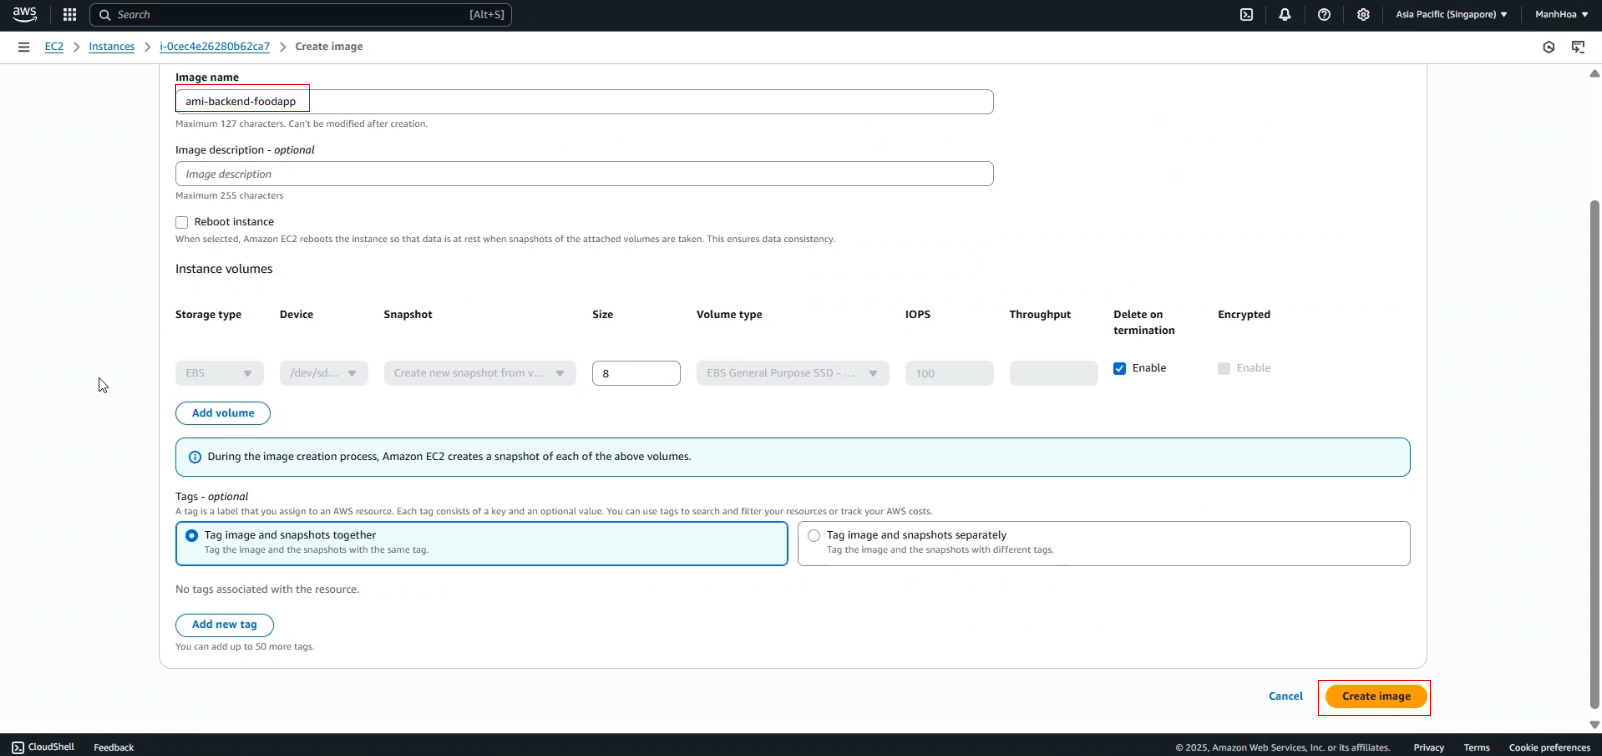 aws
Search [Alt+S] Asia Pacific (Singapore) ManhHoa
EC2 Instances i-0cec4e26280b62ca7 Create image
Image name
ami-backend-foodapp
Maximum 127 characters. Can't be modified after creation.
Image description - optional
Image description
Maximum 255 characters
Reboot instance
When selected, Amazon EC2 reboots the instance so that data is at rest when snapshots of the attached volumes are taken. This ensures data consistency.
Instance volumes
Storage type Device Snapshot Size Volume type IOPS Throughput Delete on termination Encrypted
EBS /dev/sd... Create new snapshot from v... 8 EBS General Purpose SSD - ... 100 Enable Enable
Add volume
During the image creation process, Amazon EC2 creates a snapshot of each of the above volumes.
Tags - optional
A tag is a label that you assign to an AWS resource. Each tag consists of a key and an optional value. You can use tags to search and filter your resources or track your AWS costs.
Tag image and snapshots together
Tag the image and the snapshots with the same tag.
Tag image and snapshots separately
Tag the image and the snapshots with different tags.
No tags associated with the resource.
Add new tag
You can add up to 50 more tags.
Cancel Create image
CloudShell Feedback © 2025, Amazon Web Services, Inc. or its affiliates. Privacy Terms Cookie preferences